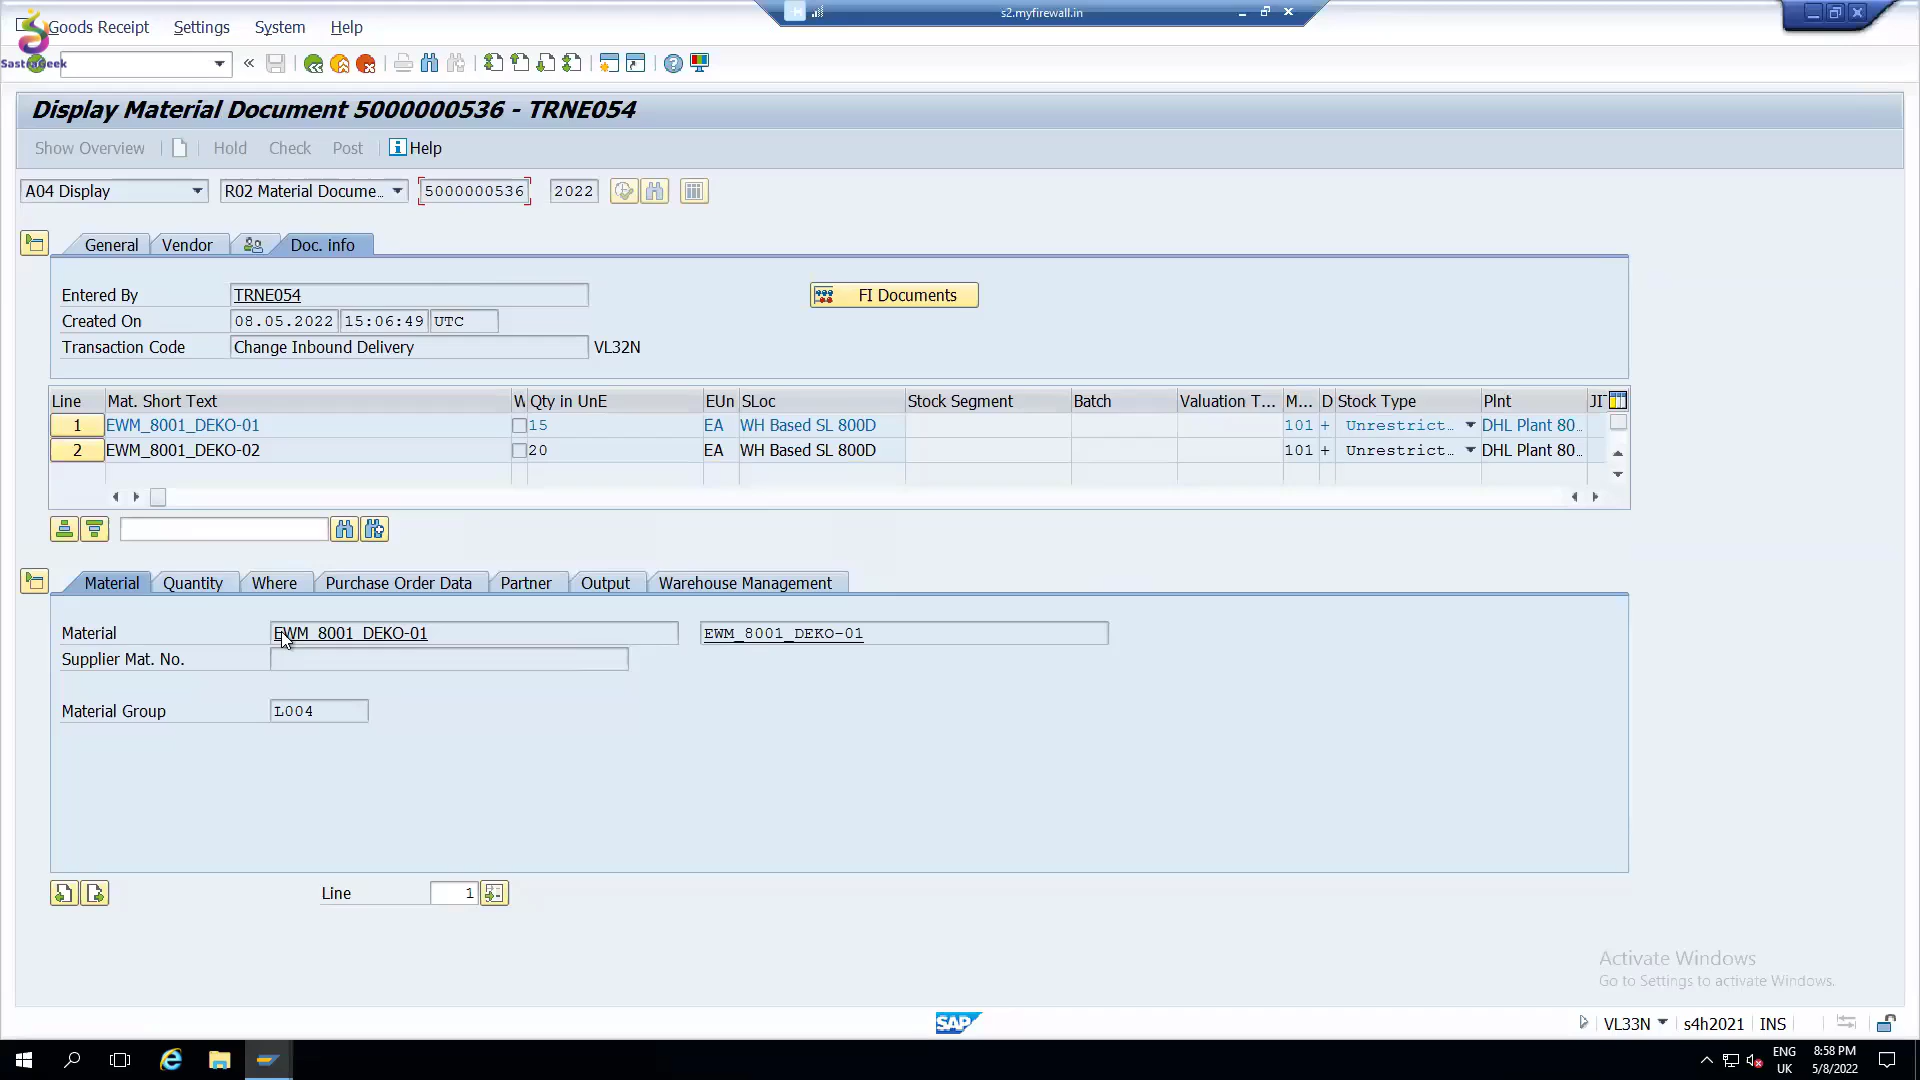 s2.myfirewall.in
Goods Receipt Settings System Help
SastraGeek
Display Material Document 5000000536 - TRNE054
Show Overview Hold Check Post Help
A04 Display R02 Material Docume.. 5000000536 2022
General Vendor Doc. info
Entered By TRNE054 FI Documents
Created On 08.05.2022 15:06:49 UTC
Transaction Code Change Inbound Delivery VL32N
Line Mat. Short Text W Qty in UnE EUn SLoc Stock Segment Batch Valuation T... M... D Stock Type Plnt
1 EWM_8001_DEKO-01 15 EA WH Based SL 800D 101 + Unrestrict.. DHL Plant 80..
2 EWM_8001_DEKO-02 20 EA WH Based SL 800D 101 + Unrestrict.. DHL Plant 80..
Material Quantity Where Purchase Order Data Partner Output Warehouse Management
Material EWM_8001_DEKO-01 EWM_8001_DEKO-01
Supplier Mat. No.
Material Group L004
Line 1
Activate Windows
Go to Settings to activate Windows.
SAP VL33N s4h2021 INS
ENG 8:58 PM
UK 5/8/2022